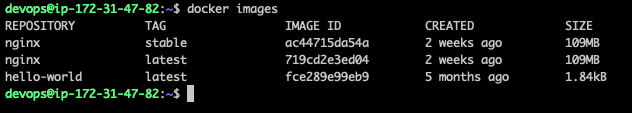 devops@ip-172-31-47-82:~$ docker images
REPOSITORY TAG IMAGE ID CREATED SIZE
nginx stable ac44715da54a 2 weeks ago 109MB
nginx latest 719cd2e3ed04 2 weeks ago 109MB
hello-world latest fce289e99eb9 5 months ago 1.84kB
devops@ip-172-31-47-82:~$